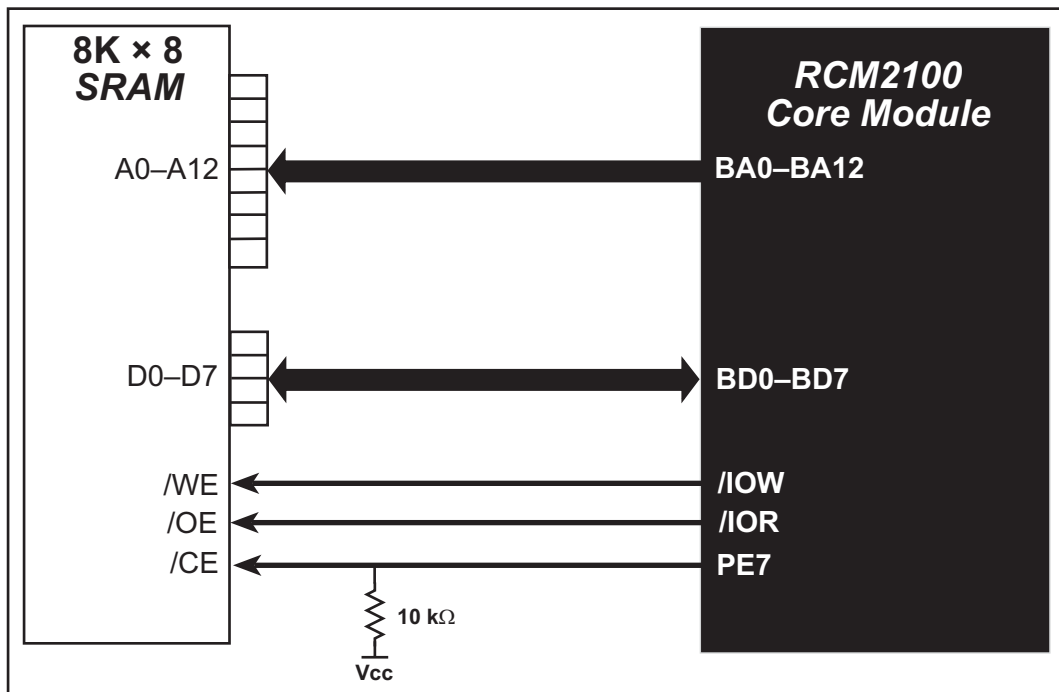 8K × 8
SRAM
RCM2100
Core Module
A0–A12
BA0–BA12
D0–D7
BD0–BD7
/WE
/IOW
/OE
/IOR
/CE
PE7
10 kΩ
Vcc